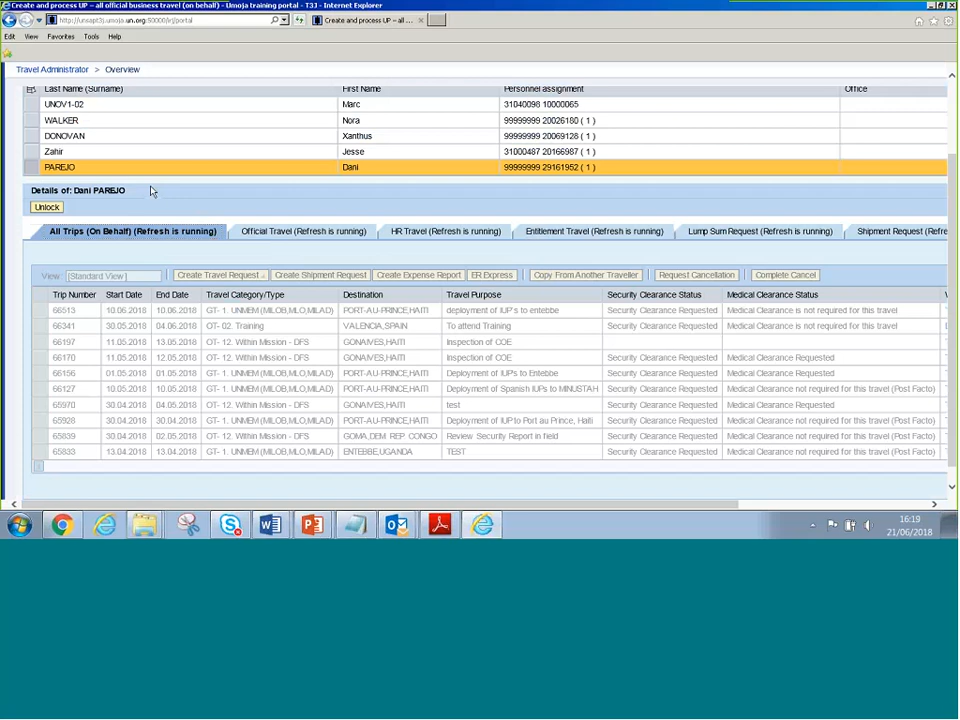 Create and process UP – all official business travel (on behalf) - Umoja training portal - T3J - Internet Explorer
http://unsapt3j.umoja.un.org:50000/irj/portal
Create and process UP – all ...
Edit View Favorites Tools Help
Travel Administrator > Overview
Last Name (Surname) First Name Personnel assignment Office
UNOV1-02 Marc 31040098 10000065
WALKER Nora 99999999 20026180 ( 1 )
DONOVAN Xanthus 99999999 20069128 ( 1 )
Zahir Jesse 31000487 20166987 ( 1 )
PAREJO Dani 99999999 29161952 ( 1 )
Details of: Dani PAREJO
Unlock
All Trips (On Behalf) (Refresh is running) Official Travel (Refresh is running) HR Travel (Refresh is running) Entitlement Travel (Refresh is running) Lump Sum Request (Refresh is running) Shipment Request (Refre
View: [Standard View] Create Travel Request Create Shipment Request Create Expense Report ER Express Copy From Another Traveller Request Cancellation Complete Cancel
Trip Number Start Date End Date Travel Category/Type Destination Travel Purpose Security Clearance Status Medical Clearance Status
66513 10.06.2018 10.06.2018 GT- 1. UNMEM (MILOB,MLO,MILAD) PORT-AU-PRINCE,HAITI deployment of IUP's to entebbe Security Clearance Requested Medical Clearance is not required for this travel
66341 30.05.2018 04.06.2018 OT- 02. Training VALENCIA,SPAIN To attend Training Security Clearance Requested Medical Clearance is not required for this travel
66197 11.05.2018 13.05.2018 OT- 12. Within Mission - DFS GONAIVES,HAITI Inspection of COE
66170 11.05.2018 12.05.2018 OT- 12. Within Mission - DFS GONAIVES,HAITI Inspection of COE Security Clearance Requested Medical Clearance Requested
66156 01.05.2018 01.05.2018 GT- 1. UNMEM (MILOB,MLO,MILAD) PORT-AU-PRINCE,HAITI Deployment of IUP's to Entebbe Security Clearance Requested Medical Clearance Requested
66127 10.05.2018 10.05.2018 GT- 1. UNMEM (MILOB,MLO,MILAD) PORT-AU-PRINCE,HAITI Deployment of Spanish IUPs to MINUSTAH Security Clearance Requested Medical Clearance not required for this travel (Post Facto)
65970 30.04.2018 04.05.2018 OT- 12. Within Mission - DFS GONAIVES,HAITI test Security Clearance Requested Medical Clearance Requested
65928 30.04.2018 30.04.2018 GT- 1. UNMEM (MILOB,MLO,MILAD) PORT-AU-PRINCE,HAITI Deployment of IUP to Port au Prince, Haiti Security Clearance Requested Medical Clearance not required for this travel (Post Facto)
65839 30.04.2018 02.05.2018 OT- 12. Within Mission - DFS GOMA,DEM REP CONGO Review Security Report in field Security Clearance Requested Medical Clearance not required for this travel (Post Facto)
65833 13.04.2018 13.04.2018 GT- 1. UNMEM (MILOB,MLO,MILAD) ENTEBBE,UGANDA TEST Security Clearance Requested Medical Clearance not required for this travel (Post Facto)
16:19
21/06/2018